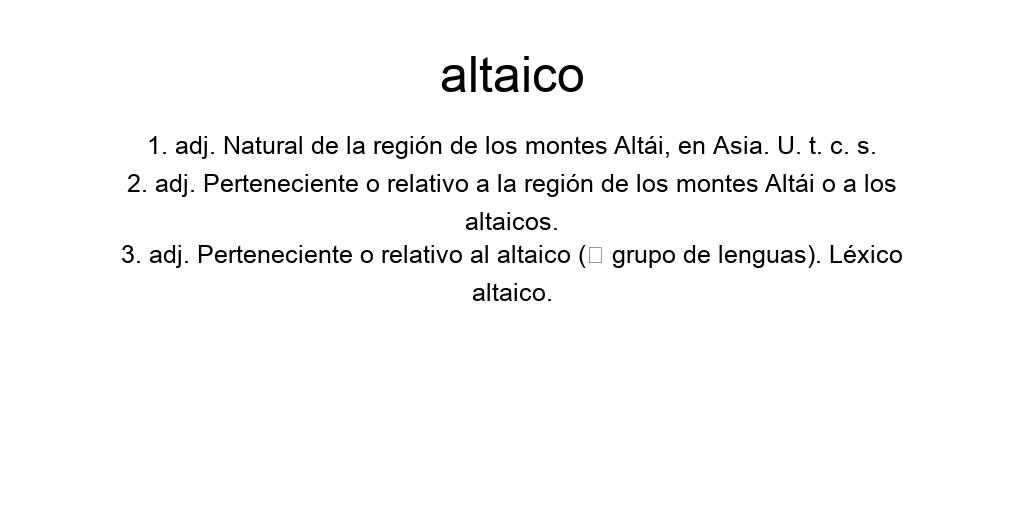 altaico
1. adj. Natural de la región de los montes Altái, en Asia. U. t. c. s.
2. adj. Perteneciente o relativo a la región de los montes Altái o a los
altaicos.
3. adj. Perteneciente o relativo al altaico (□ grupo de lenguas). Léxico
altaico.